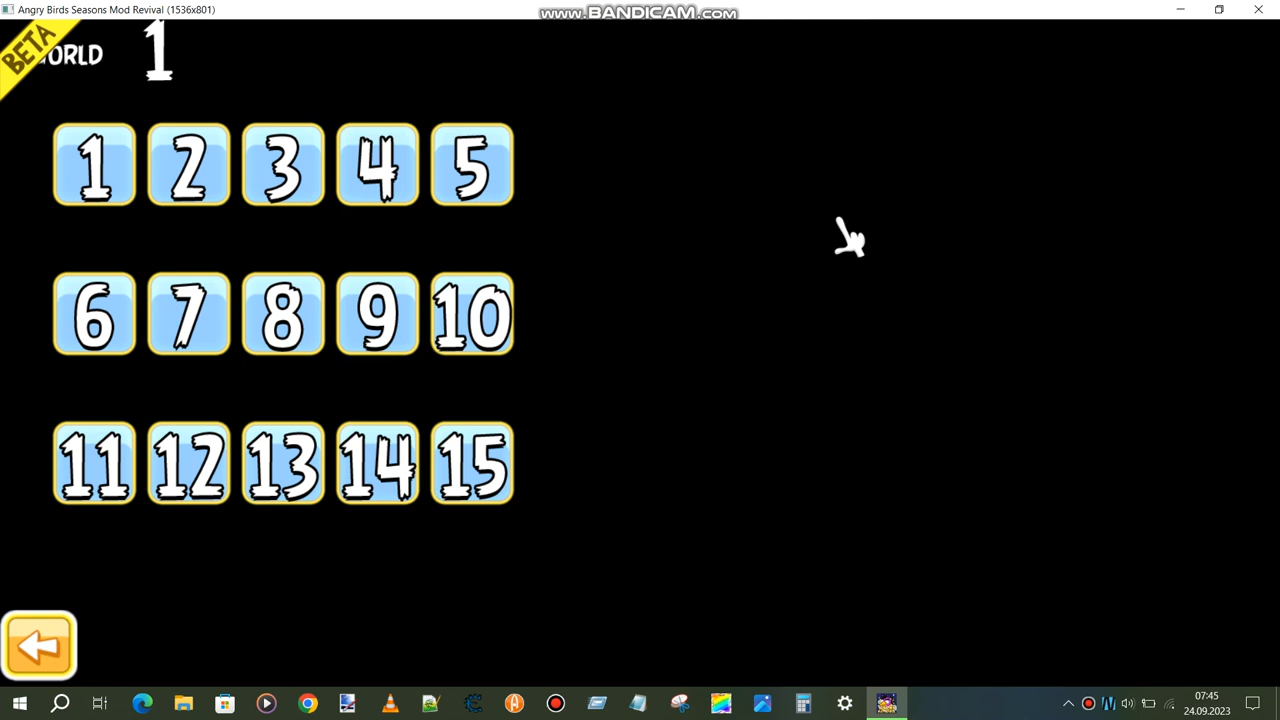 Angry Birds Seasons Mod Revival (1536x801)
www.BANDICAM.com
BETA
WORLD 1
1 2 3 4 5
6 7 8 9 10
11 12 13 14 15
07:45
24.09.2023